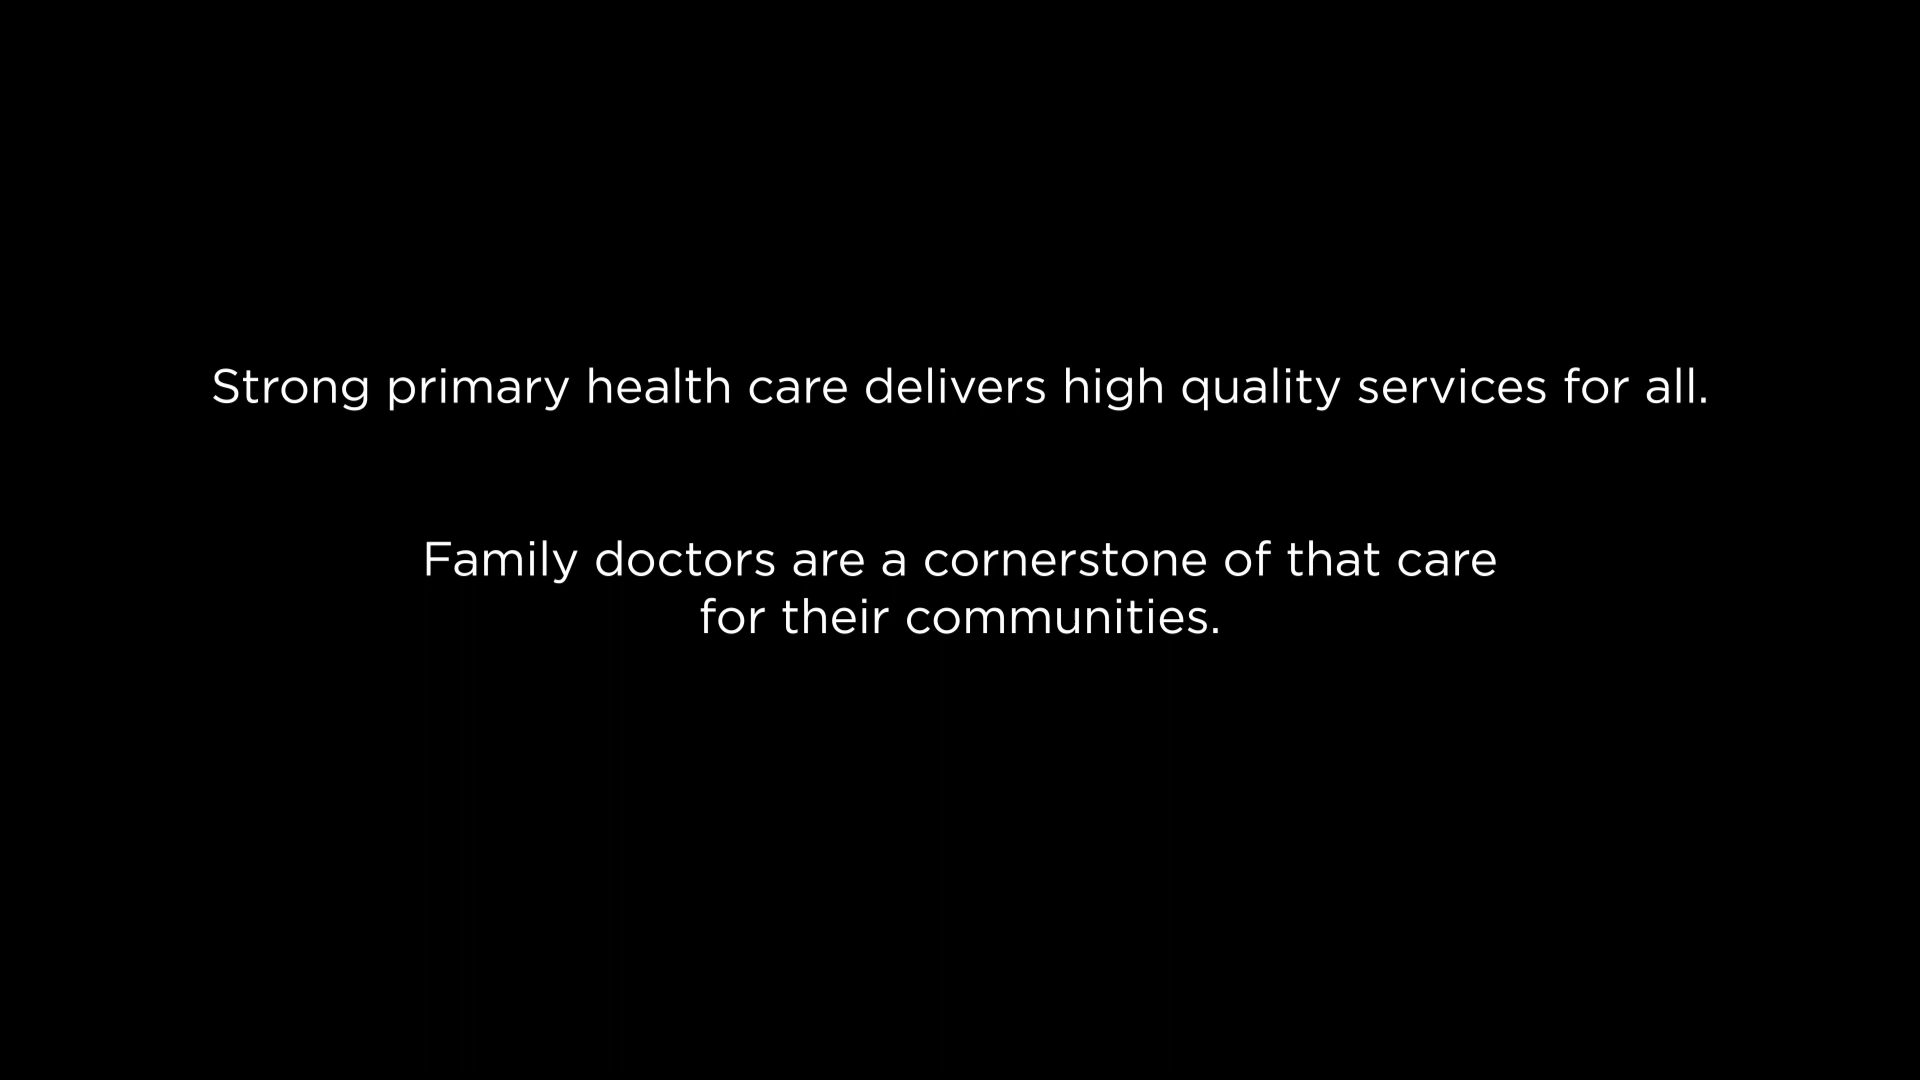 Strong primary health care delivers high quality services for all.
Family doctors are a cornerstone of that care
for their communities.